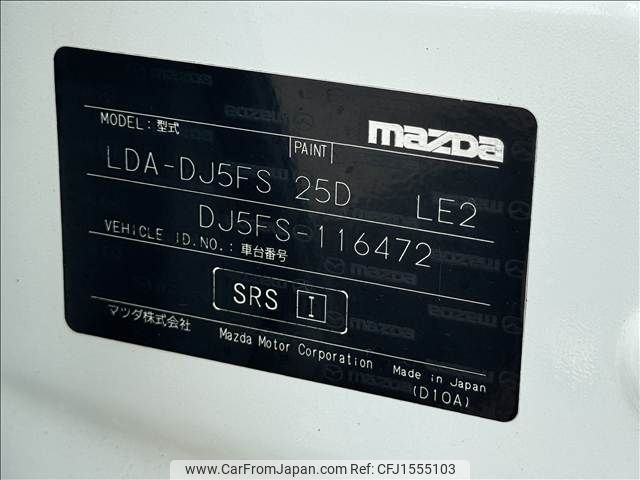 mazda
MODEL：型式
PAINT
LDA-DJ5FS 25D LE2
DJ5FS-116472
VEHICLE ID.NO.：車台番号
SRS I
マツダ株式会社
Mazda Motor Corporation
Made in Japan
(D10A)
www.CarFromJapan.com - CFJ1555103